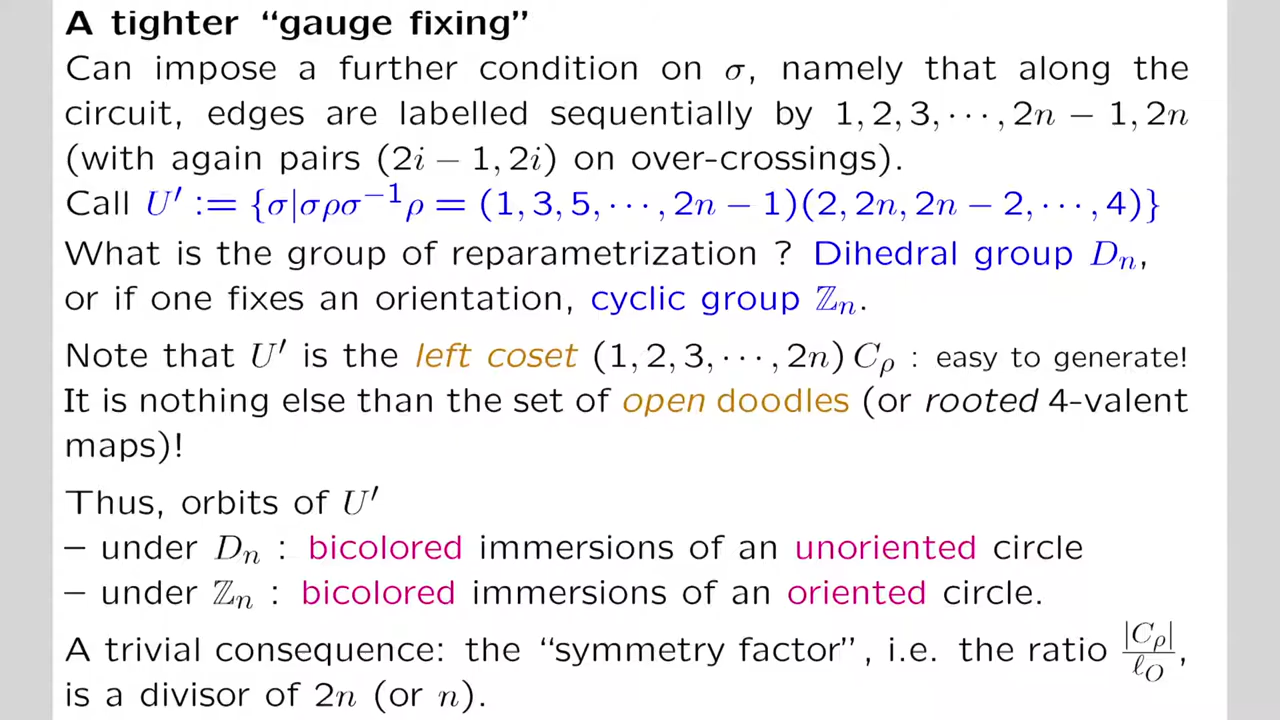 A tighter “gauge fixing”
Can impose a further condition on σ, namely that along the
circuit, edges are labelled sequentially by 1, 2, 3, ⋯, 2n − 1, 2n
(with again pairs (2i − 1, 2i) on over-crossings).
Call U′ := {σ|σρσ⁻¹ρ = (1, 3, 5, ⋯, 2n − 1)(2, 2n, 2n − 2, ⋯, 4)}
What is the group of reparametrization ? Dihedral group Dₙ,
or if one fixes an orientation, cyclic group ℤₙ.
Note that U′ is the left coset (1, 2, 3, ⋯, 2n) Cᵨ : easy to generate!
It is nothing else than the set of open doodles (or rooted 4-valent
maps)!
Thus, orbits of U′
– under Dₙ : bicolored immersions of an unoriented circle
– under ℤₙ : bicolored immersions of an oriented circle.
A trivial consequence: the “symmetry factor”, i.e. the ratio |Cᵨ|/ℓ_O,
is a divisor of 2n (or n).